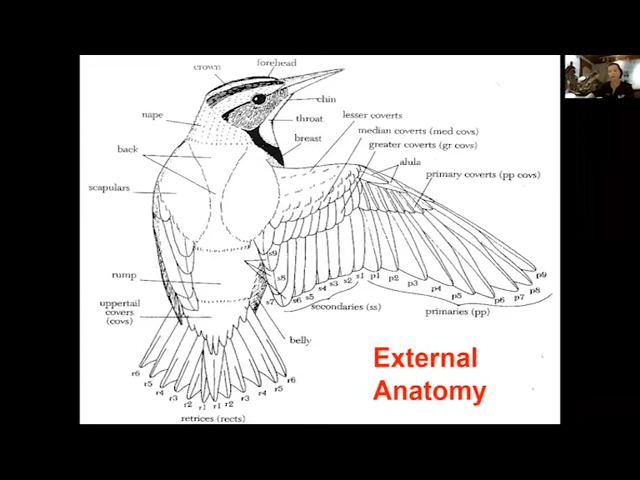 crown
forehead
chin
nape
throat
lesser coverts
median coverts (med covs)
breast
greater coverts (gr covs)
back
alula
primary coverts (pp covs)
scapulars
s9
rump
s8
p9
p8
p7
p6
p5
p4
p3
p2
p1
s1
s2
s3
s4
s5
s6
s7
uppertail
covers
(covs)
secondaries (ss)
primaries (pp)
belly
External
Anatomy
r6
r5
r4
r3
r2
r1
r1
r2
r3
r4
r5
r6
retrices (rects)